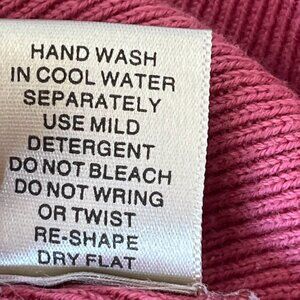 HAND WASH
IN COOL WATER
SEPARATELY
USE MILD
DETERGENT
DO NOT BLEACH
DO NOT WRING
OR TWIST
RE-SHAPE
DRY FLAT